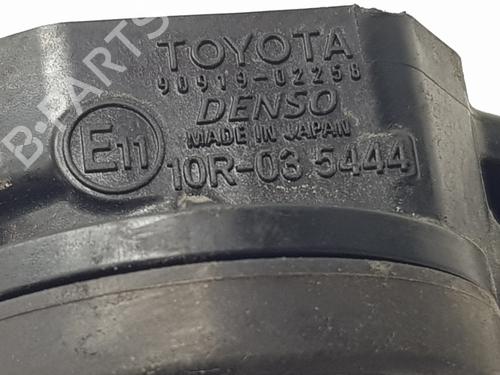 TOYOTA
90919-02258
DENSO
MADE IN JAPAN
E11
10R-03 5444
B-PARTS